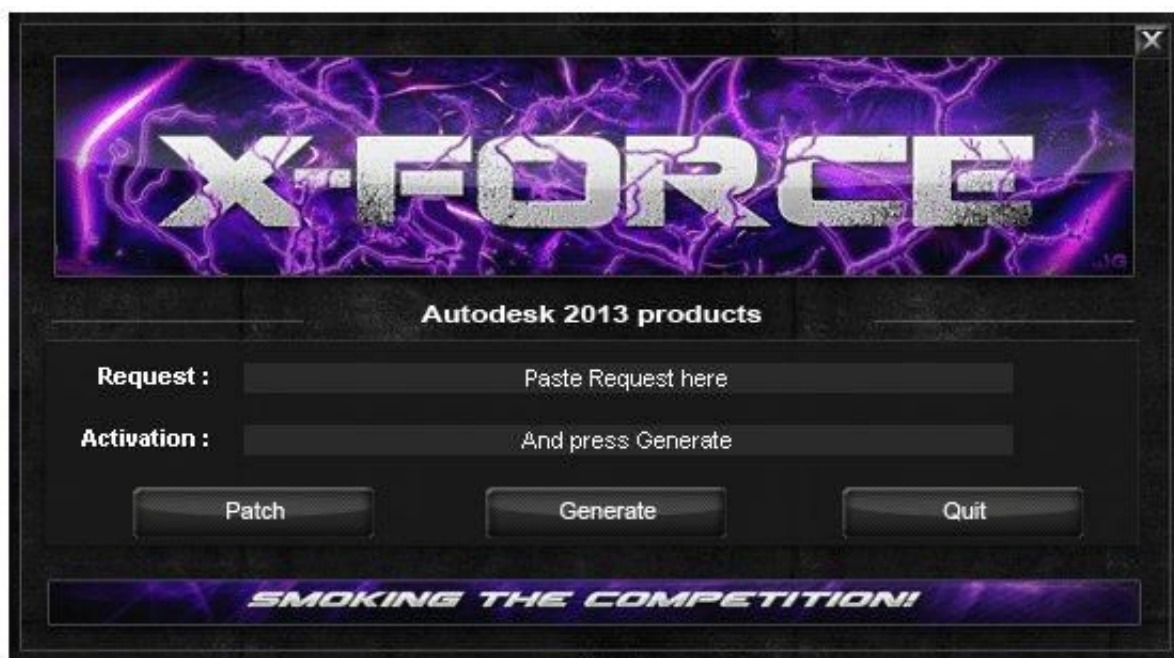 X
X-FORCE
Autodesk 2013 products
Request :
Paste Request here
Activation :
And press Generate
Patch
Generate
Quit
SMOKING THE COMPETITION!